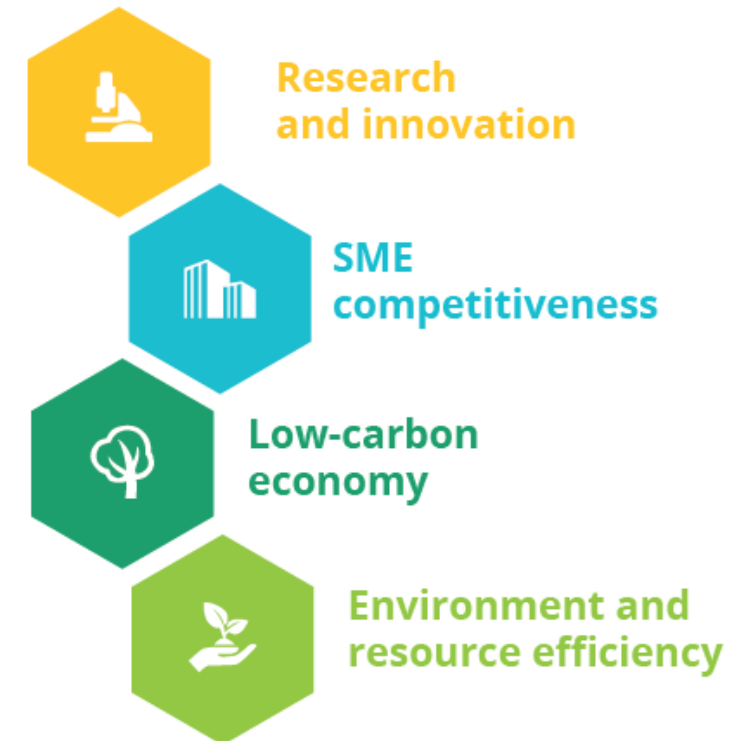 Research
and innovation
SME
competitiveness
Low-carbon
economy
Environment and
resource efficiency